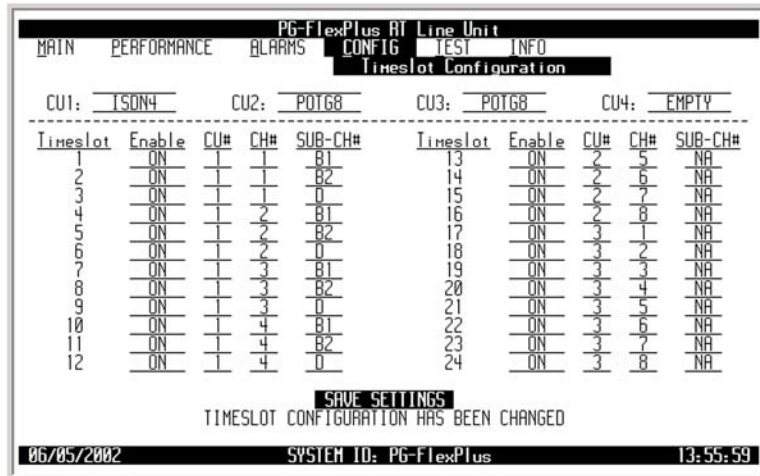 PG-FlexPlus RT Line Unit
MAIN PERFORMANCE ALARMS CONFIG TEST INFO
Timeslot Configuration
CU1: ISDN4 CU2: POTG8 CU3: POTG8 CU4: EMPTY
Timeslot Enable CU# CH# SUB-CH# Timeslot Enable CU# CH# SUB-CH#
1 ON 1 1 B1 13 ON 2 5 NA
2 ON 1 1 B2 14 ON 2 6 NA
3 ON 1 1 D 15 ON 2 7 NA
4 ON 1 2 B1 16 ON 2 8 NA
5 ON 1 2 B2 17 ON 3 1 NA
6 ON 1 2 D 18 ON 3 2 NA
7 ON 1 3 B1 19 ON 3 3 NA
8 ON 1 3 B2 20 ON 3 4 NA
9 ON 1 3 D 21 ON 3 5 NA
10 ON 1 4 B1 22 ON 3 6 NA
11 ON 1 4 B2 23 ON 3 7 NA
12 ON 1 4 D 24 ON 3 8 NA
SAVE SETTINGS
TIMESLOT CONFIGURATION HAS BEEN CHANGED
06/05/2002 SYSTEM ID: PG-FlexPlus 13:55:59